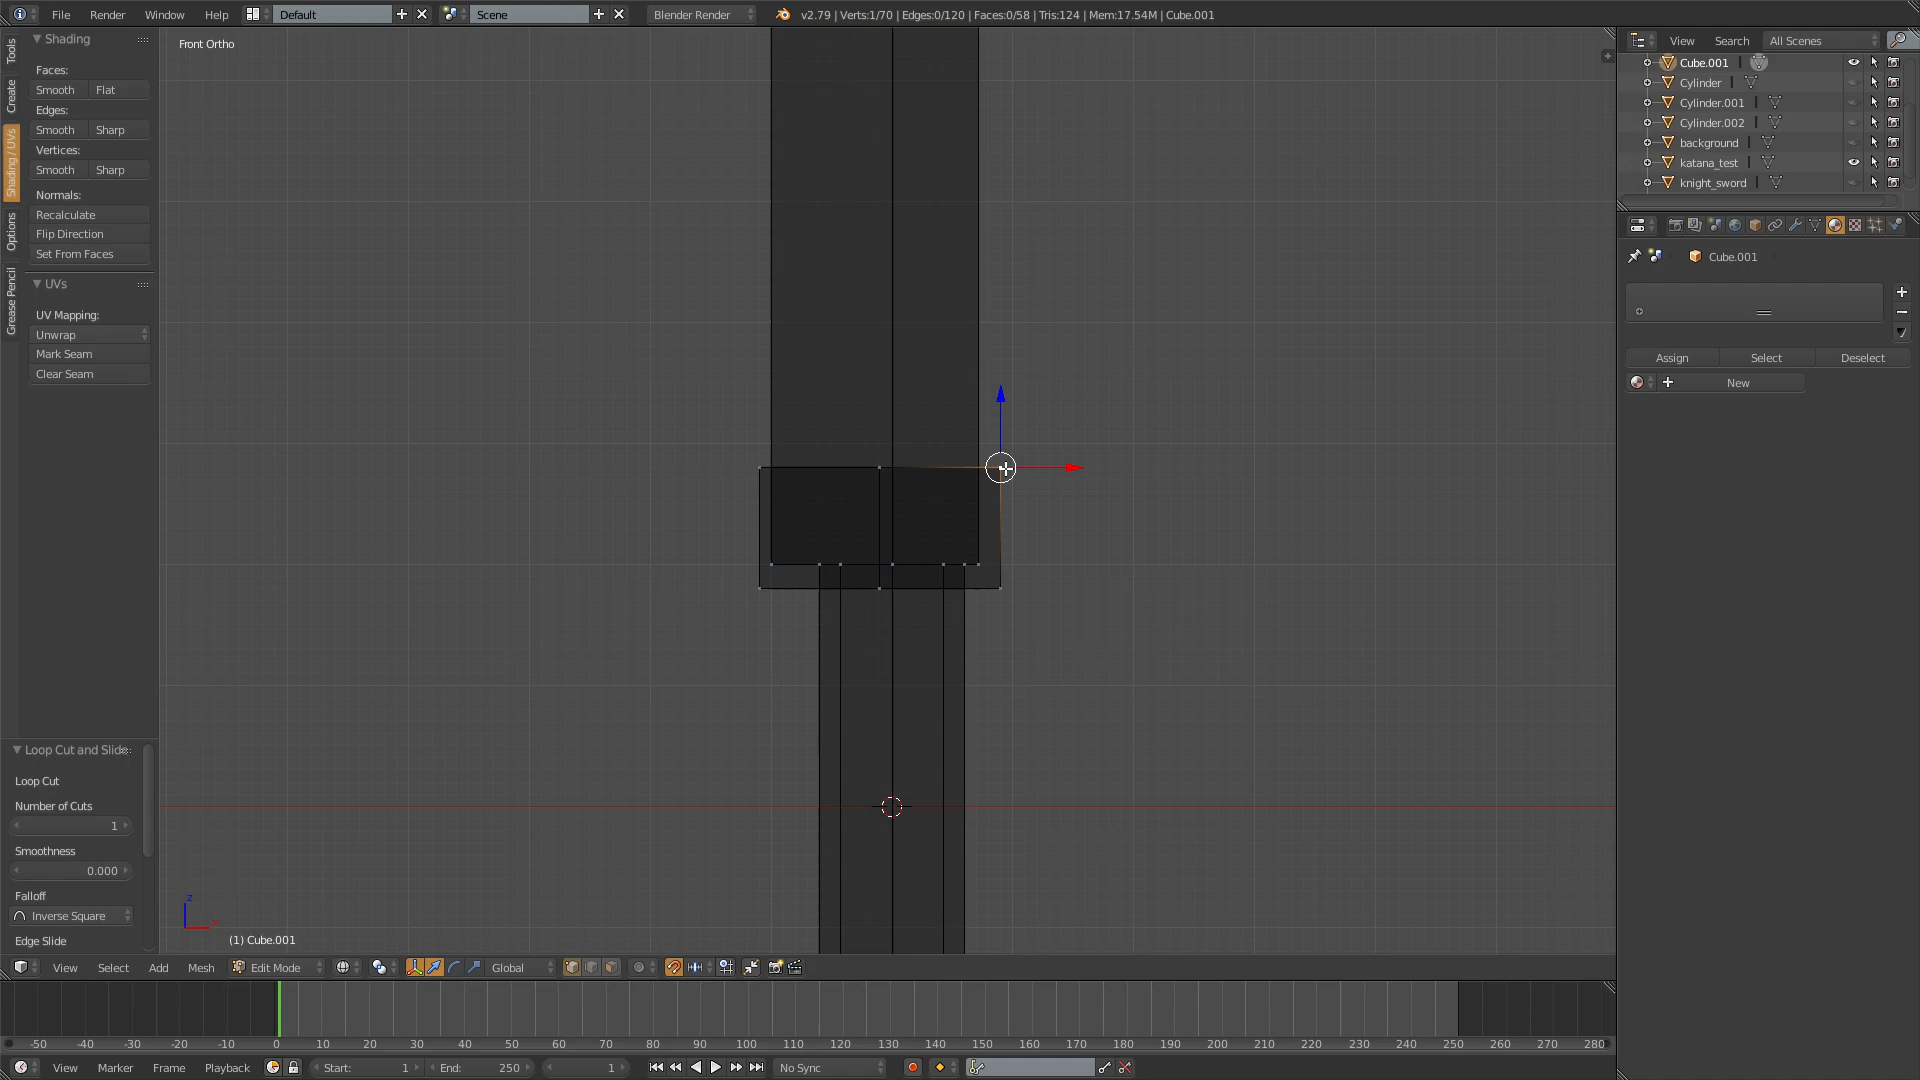 File Render Window Help Default Scene Blender Render v2.79 | Verts:1/70 | Edges:0/120 | Faces:0/58 | Tris:124 | Mem:17.54M | Cube.001
Tools
Create
Shading / UVs
Options
Grease Pencil
Shading
Faces:
Smooth Flat
Edges:
Smooth Sharp
Vertices:
Smooth Sharp
Normals:
Recalculate
Flip Direction
Set From Faces
UVs
UV Mapping:
Unwrap
Mark Seam
Clear Seam
Loop Cut and Slide
Loop Cut
Number of Cuts
1
Smoothness
0.000
Falloff
Inverse Square
Edge Slide
Front Ortho
z
x
(1) Cube.001
View Search All Scenes
Cube.001
Cylinder
Cylinder.001
Cylinder.002
background
katana_test
knight_sword
Cube.001
Assign Select Deselect
New
View Select Add Mesh Edit Mode Global
-50 -40 -30 -20 -10 0 10 20 30 40 50 60 70 80 90 100 110 120 130 140 150 160 170 180 190 200 210 220 230 240 250 260 270 280
View Marker Frame Playback Start: 1 End: 250 1 No Sync